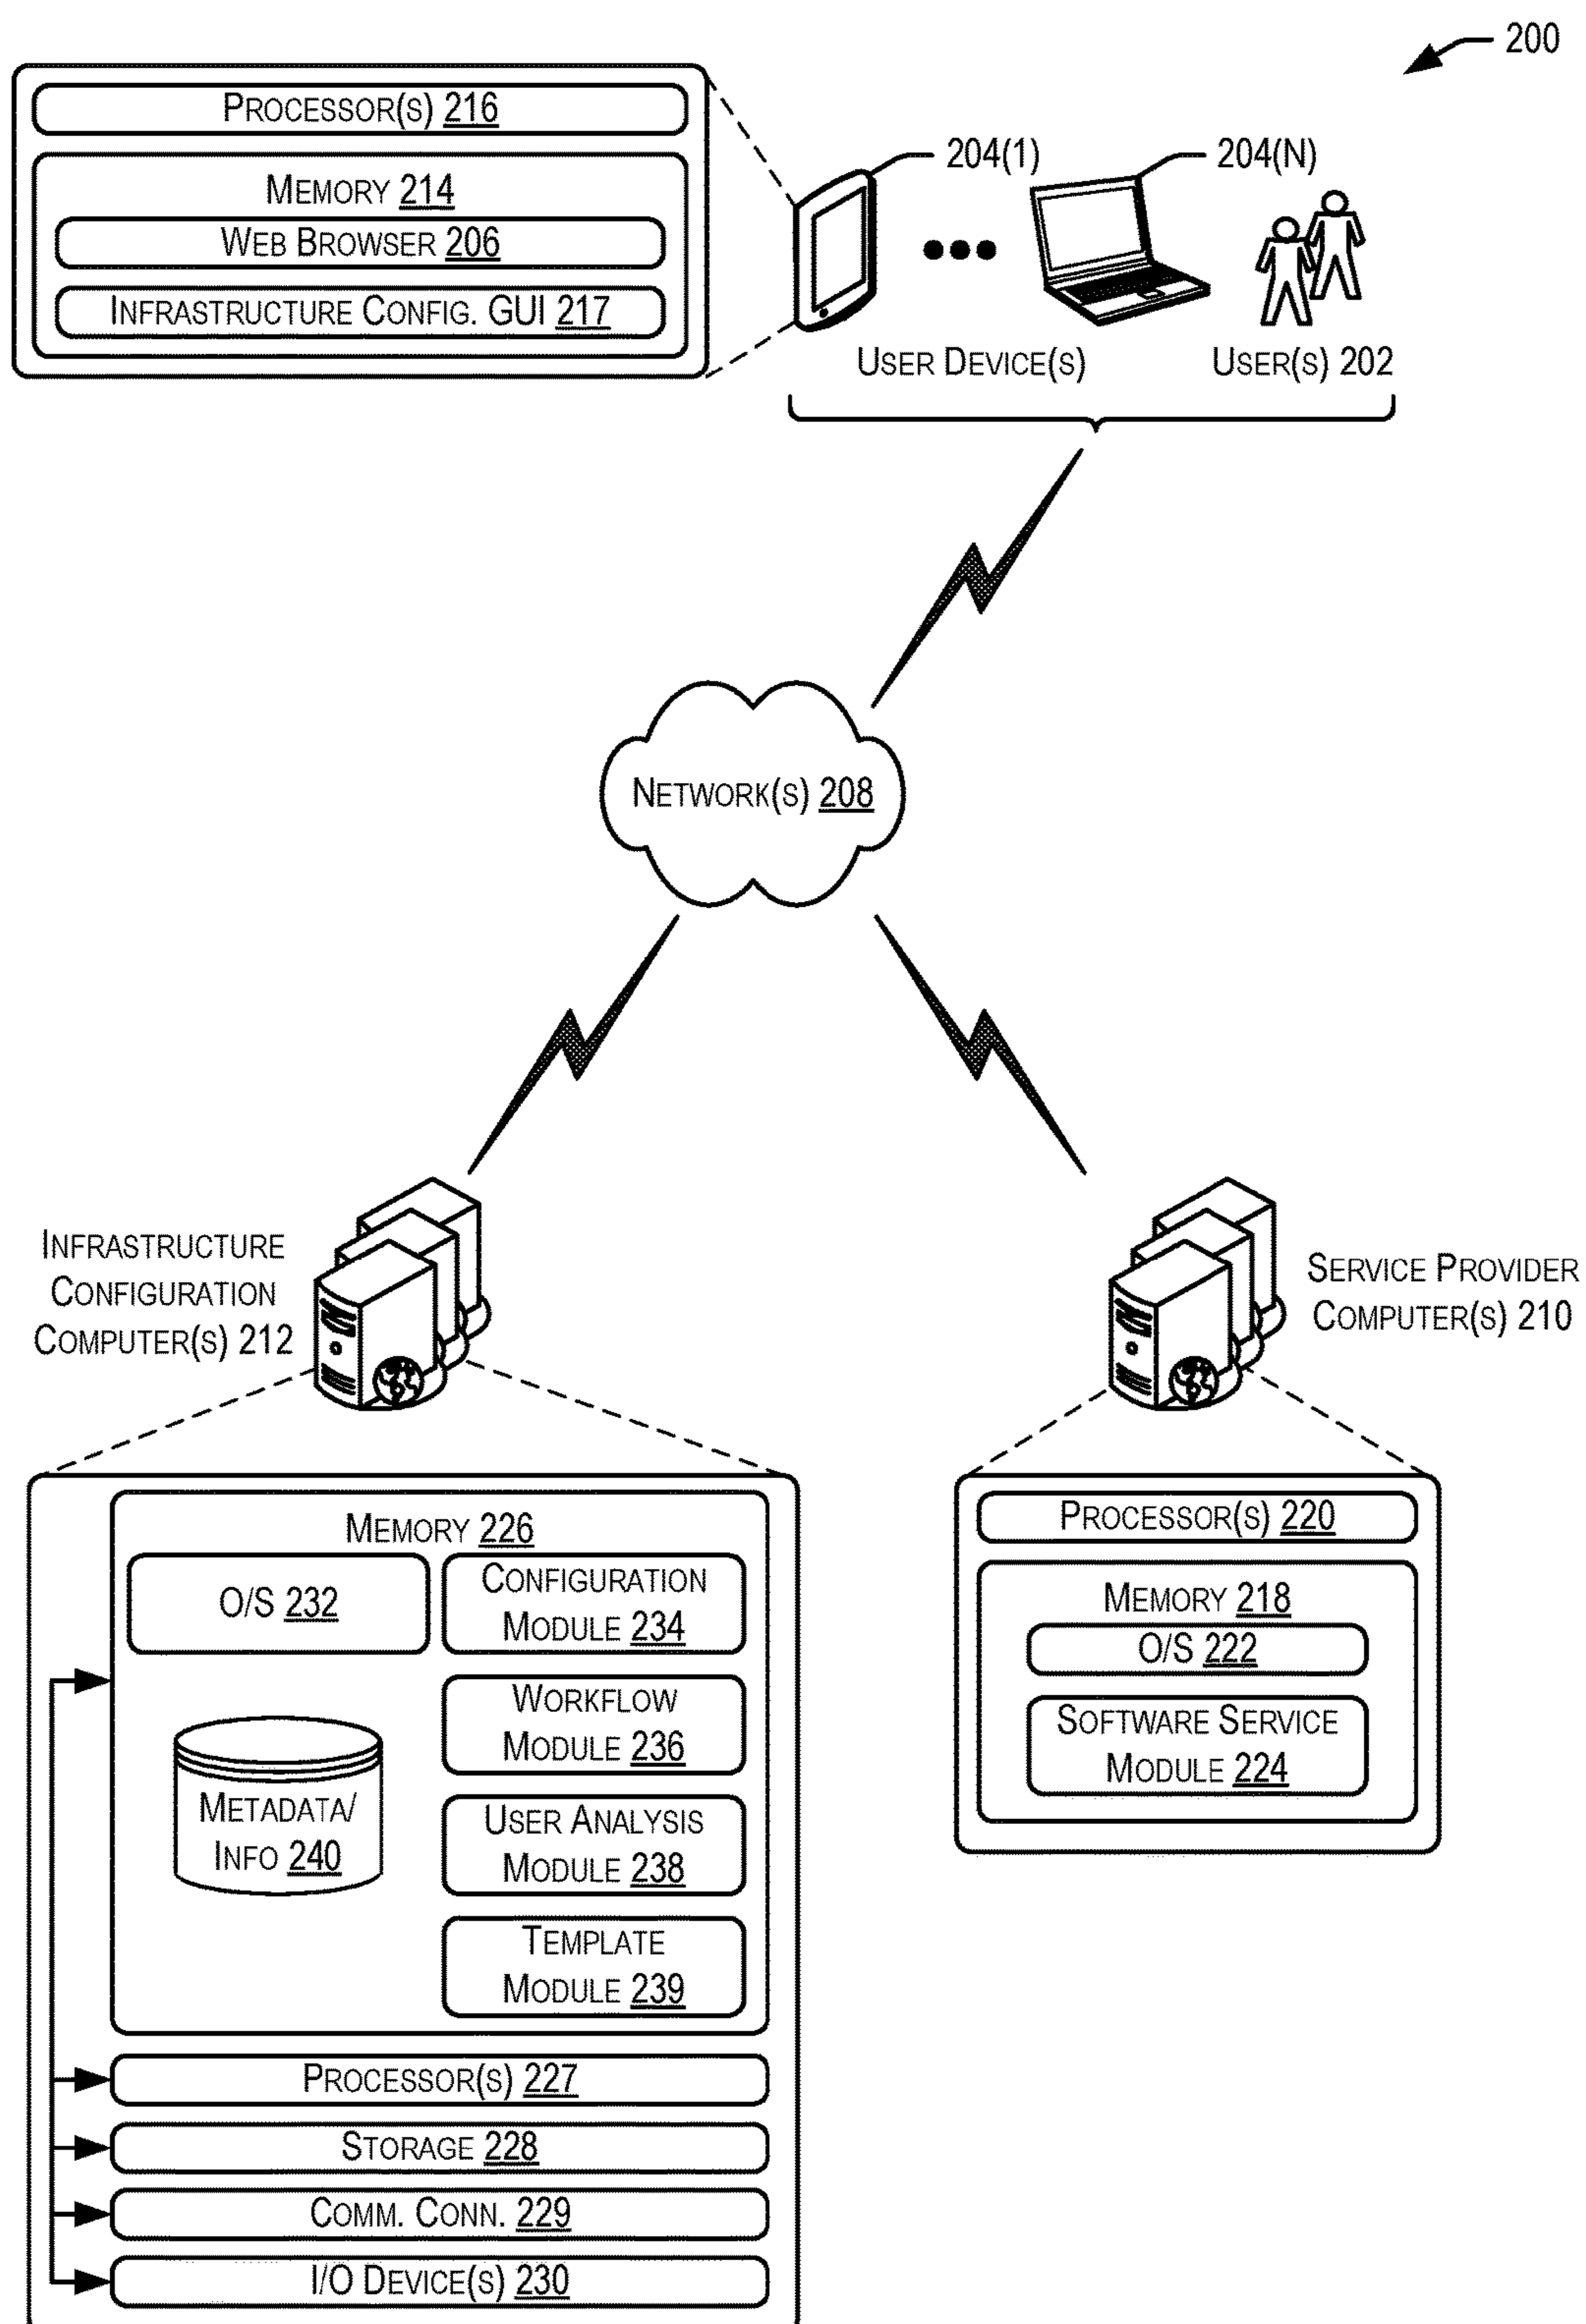 200
PROCESSOR(S) 216
MEMORY 214
WEB BROWSER 206
INFRASTRUCTURE CONFIG. GUI 217
204(1)
204(N)
USER DEVICE(S)
USER(S) 202
NETWORK(S) 208
INFRASTRUCTURE
CONFIGURATION
COMPUTER(S) 212
SERVICE PROVIDER
COMPUTER(S) 210
MEMORY 226
O/S 232
CONFIGURATION
MODULE 234
WORKFLOW
MODULE 236
METADATA/
INFO 240
USER ANALYSIS
MODULE 238
TEMPLATE
MODULE 239
PROCESSOR(S) 227
STORAGE 228
COMM. CONN. 229
I/O DEVICE(S) 230
PROCESSOR(S) 220
MEMORY 218
O/S 222
SOFTWARE SERVICE
MODULE 224